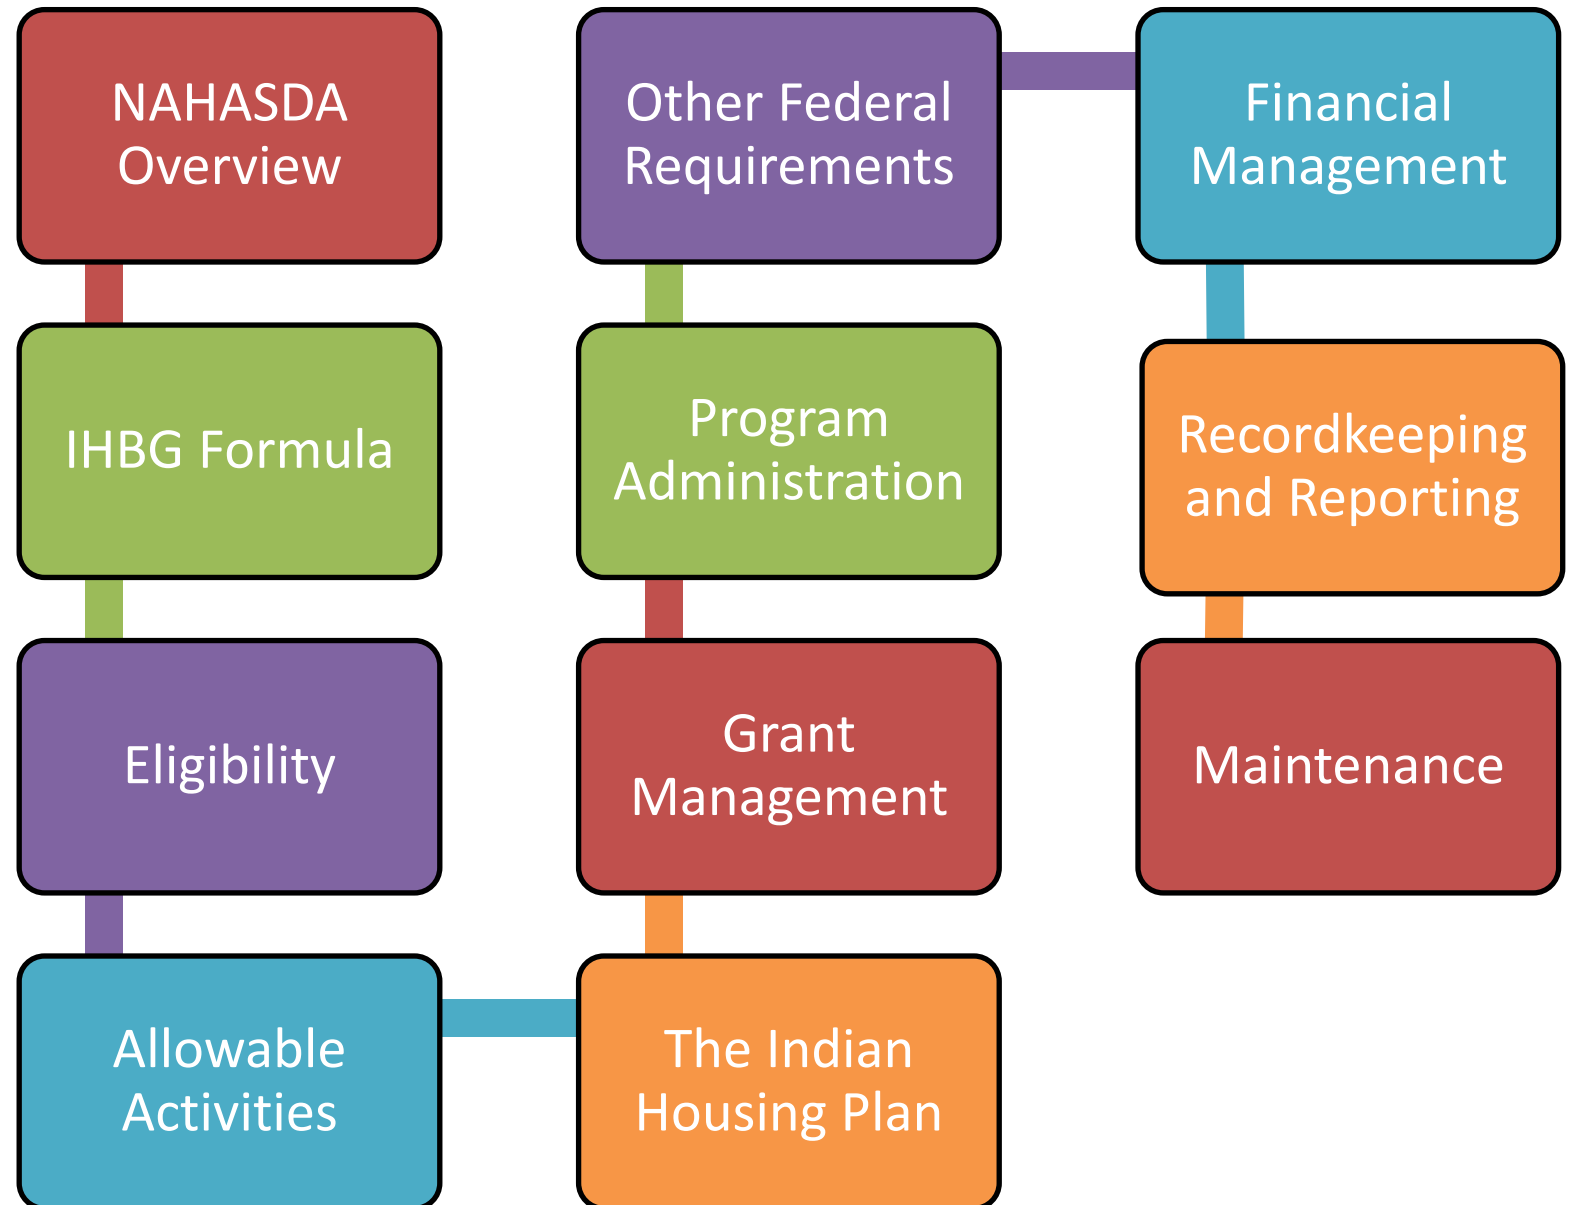 NAHASDA
Overview
IHBG Formula
Eligibility
Allowable
Activities
The Indian
Housing Plan
Grant
Management
Program
Administration
Other Federal
Requirements
Financial
Management
Recordkeeping
and Reporting
Maintenance